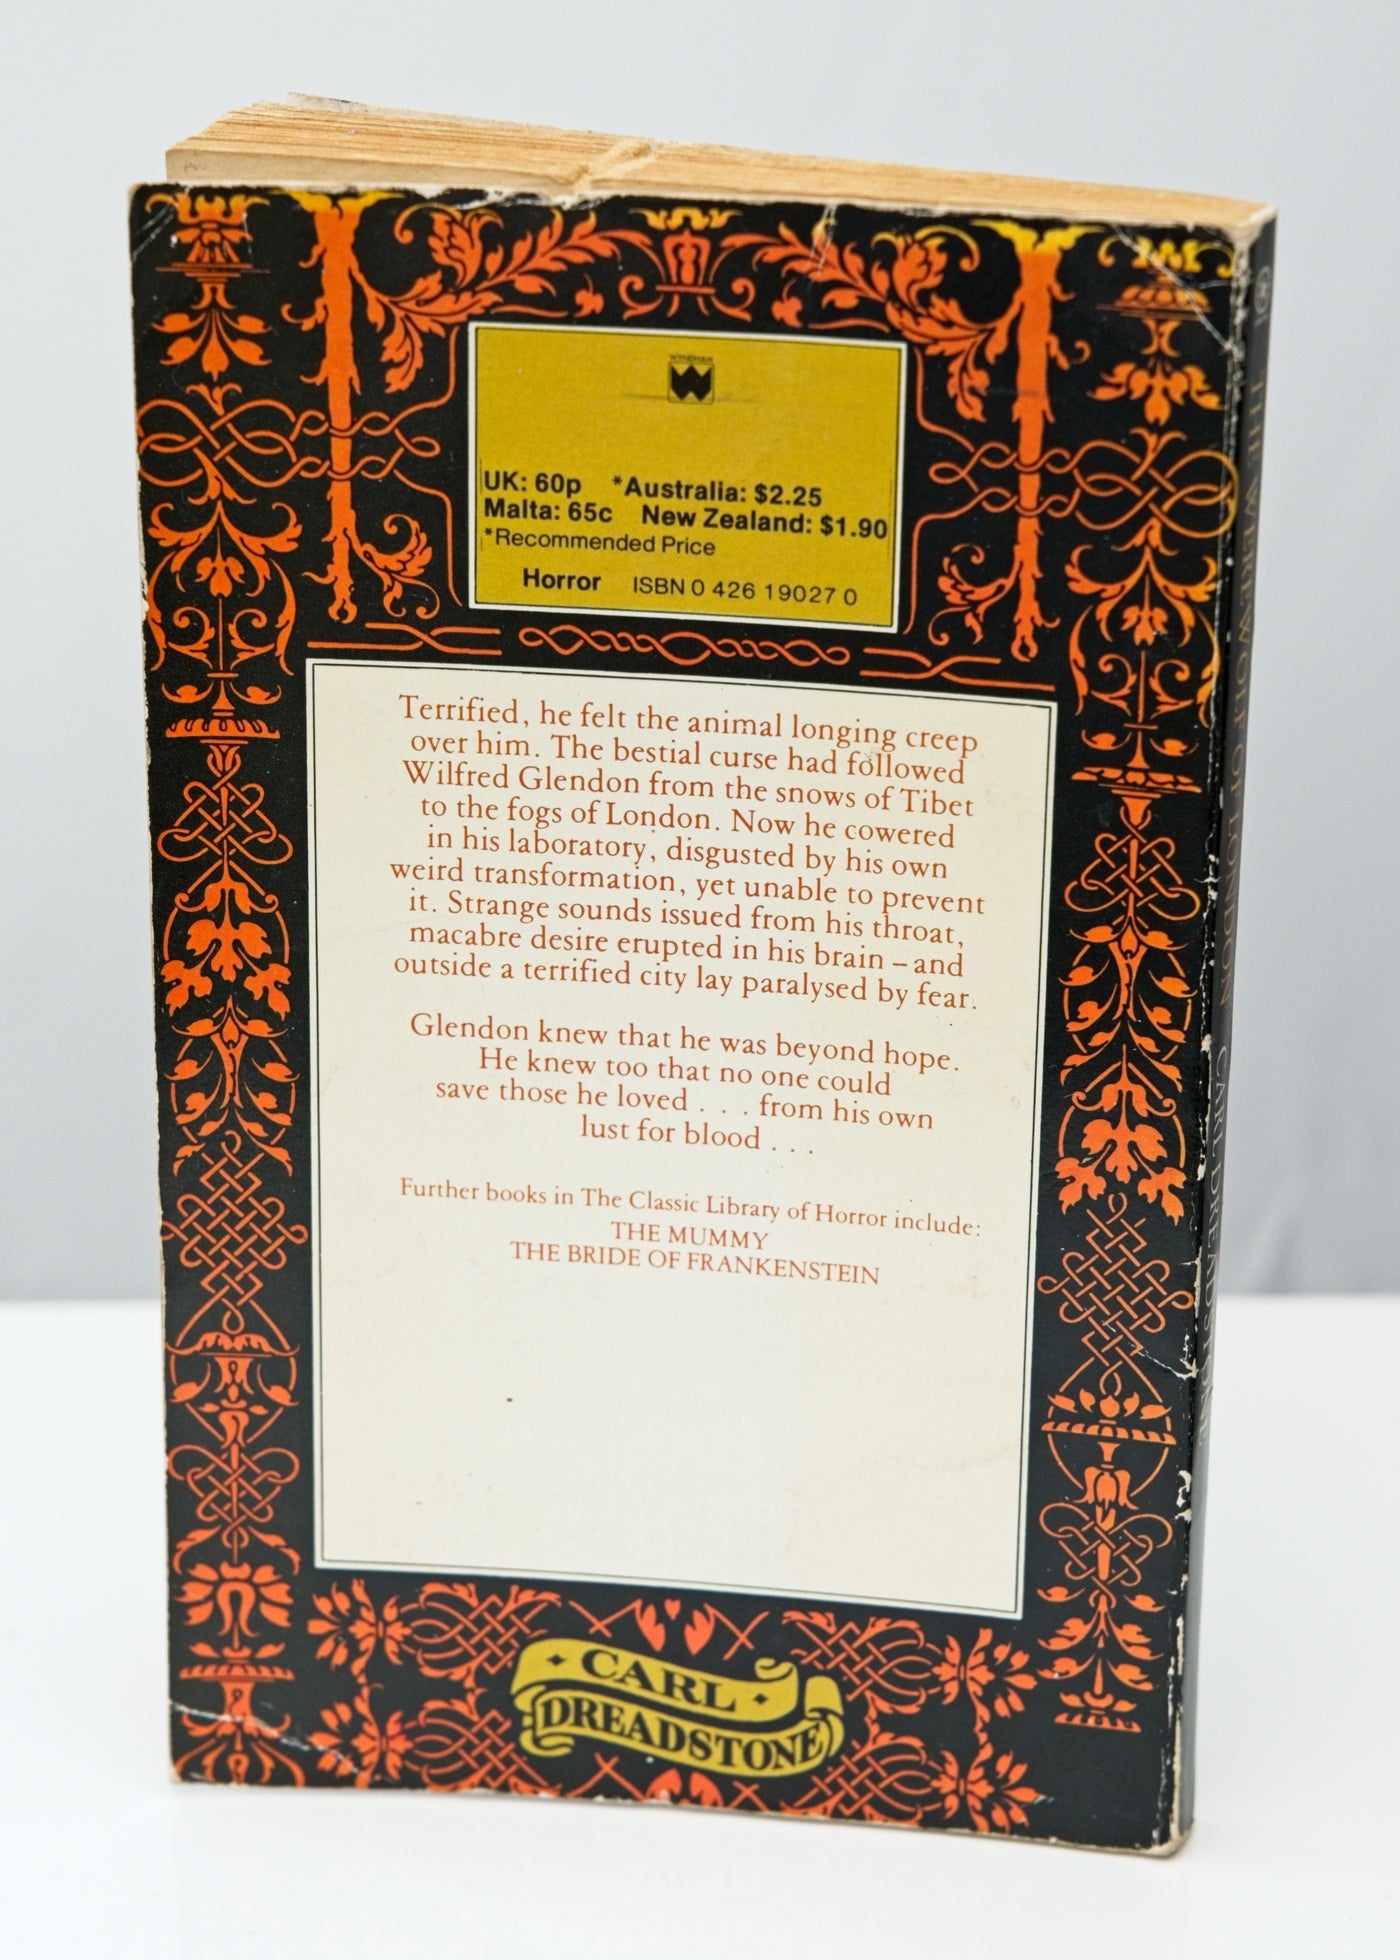 WYNDHAM
W
UK: 60p *Australia: $2.25
Malta: 65c New Zealand: $1.90
*Recommended Price
Horror ISBN 0 426 19027 0
Terrified, he felt the animal longing creep
over him. The bestial curse had followed
Wilfred Glendon from the snows of Tibet
to the fogs of London. Now he cowered
in his laboratory, disgusted by his own
weird transformation, yet unable to prevent
it. Strange sounds issued from his throat,
macabre desire erupted in his brain – and
outside a terrified city lay paralysed by fear.
Glendon knew that he was beyond hope.
He knew too that no one could
save those he loved . . . from his own
lust for blood . . .
Further books in The Classic Library of Horror include:
THE MUMMY
THE BRIDE OF FRANKENSTEIN
CARL
DREADSTONE
THE WEREWOLF OF LONDON CARL DREADSTONE